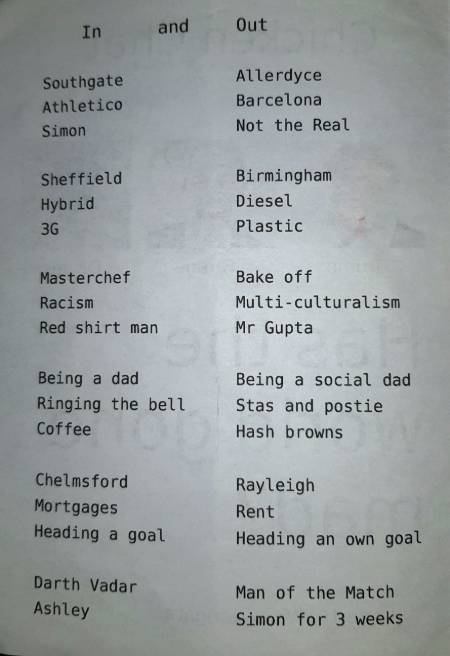 In and Out
Southgate Allerdyce
Athletico Barcelona
Simon Not the Real
Sheffield Birmingham
Hybrid Diesel
3G Plastic
Masterchef Bake off
Racism Multi-culturalism
Red shirt man Mr Gupta
Being a dad Being a social dad
Ringing the bell Stas and postie
Coffee Hash browns
Chelmsford Rayleigh
Mortgages Rent
Heading a goal Heading an own goal
Darth Vadar Man of the Match
Ashley Simon for 3 weeks